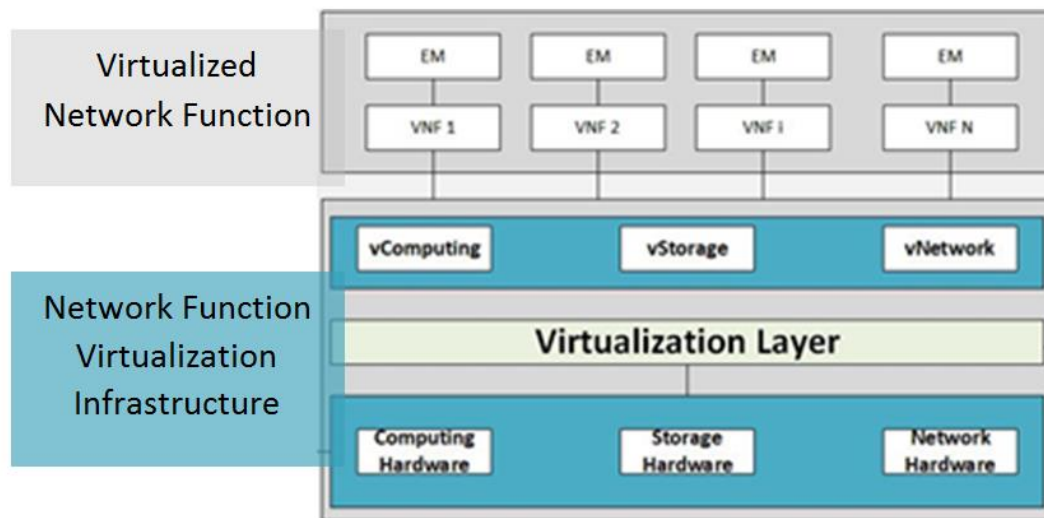 Virtualized
Network Function
EM
EM
EM
EM
VNF 1
VNF 2
VNF i
VNF N
vComputing
vStorage
vNetwork
Network Function
Virtualization
Infrastructure
Virtualization Layer
Computing
Hardware
Storage
Hardware
Network
Hardware